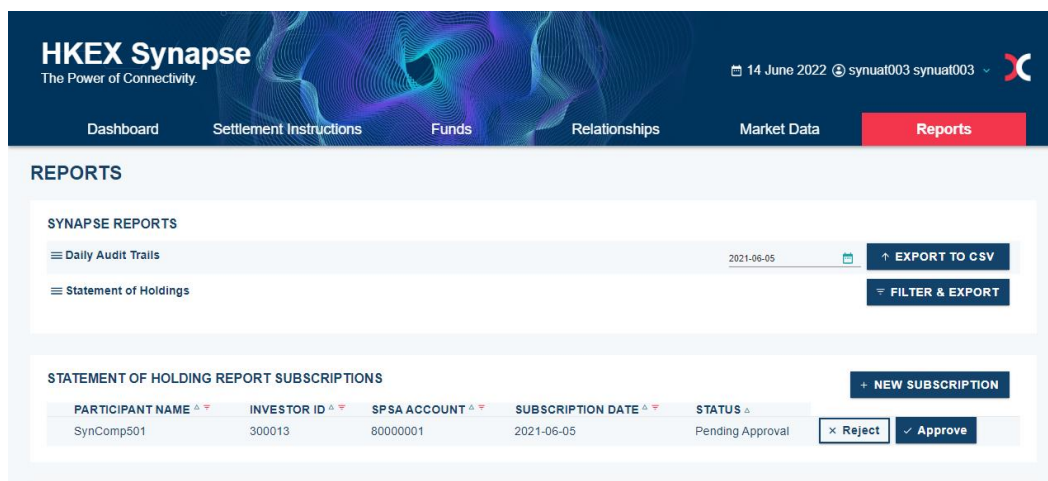 HKEX Synapse
The Power of Connectivity.
14 June 2022 synuat003 synuat003
Dashboard Settlement Instructions Funds Relationships Market Data Reports
REPORTS
SYNAPSE REPORTS
Daily Audit Trails 2021-06-05 ↑ EXPORT TO CSV
Statement of Holdings FILTER & EXPORT
STATEMENT OF HOLDING REPORT SUBSCRIPTIONS
+ NEW SUBSCRIPTION
PARTICIPANT NAME INVESTOR ID SPSA ACCOUNT SUBSCRIPTION DATE STATUS
SynComp501 300013 80000001 2021-06-05 Pending Approval × Reject ✓ Approve